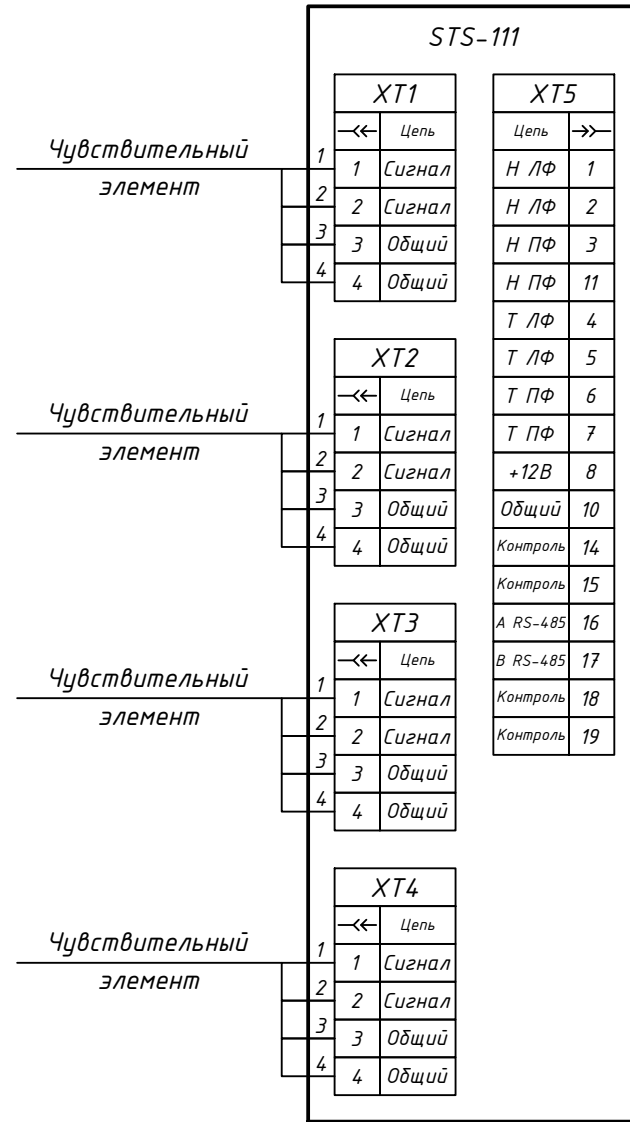 STS-111
XT1
Цепь
Чувствительный
элемент
1
1 Сигнал
2
2 Сигнал
3
3 Общий
4
4 Общий
XT2
Цепь
Чувствительный
элемент
1
1 Сигнал
2
2 Сигнал
3
3 Общий
4
4 Общий
XT3
Цепь
Чувствительный
элемент
1
1 Сигнал
2
2 Сигнал
3
3 Общий
4
4 Общий
XT4
Цепь
Чувствительный
элемент
1
1 Сигнал
2
2 Сигнал
3
3 Общий
4
4 Общий
XT5
Цепь
Н ЛФ 1
Н ЛФ 2
Н ПФ 3
Н ПФ 11
Т ЛФ 4
Т ЛФ 5
Т ПФ 6
Т ПФ 7
+12В 8
Общий 10
Контроль 14
Контроль 15
A RS-485 16
B RS-485 17
Контроль 18
Контроль 19